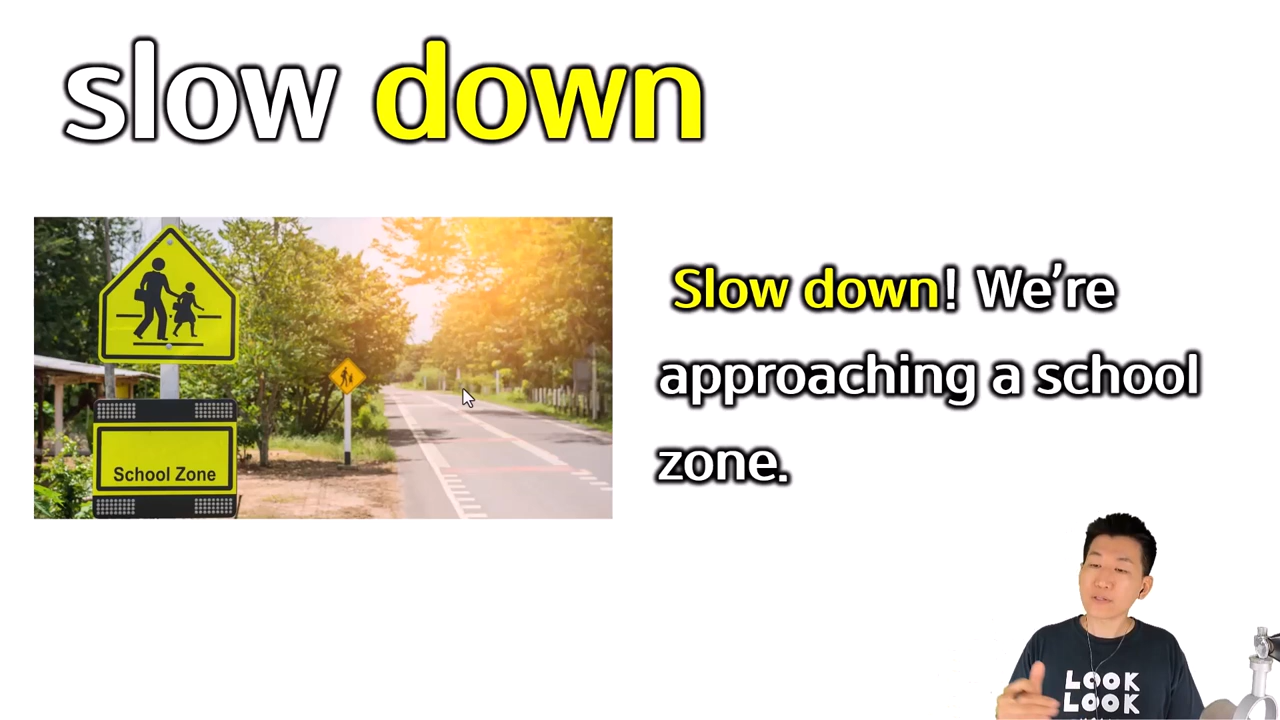 slow down
Slow down! We're
approaching a school
zone.
School Zone
LOOK
LOOK